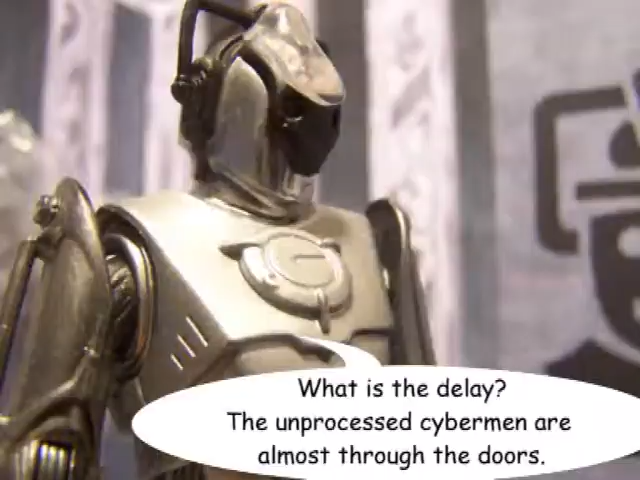 What is the delay?
The unprocessed cybermen are
almost through the doors.